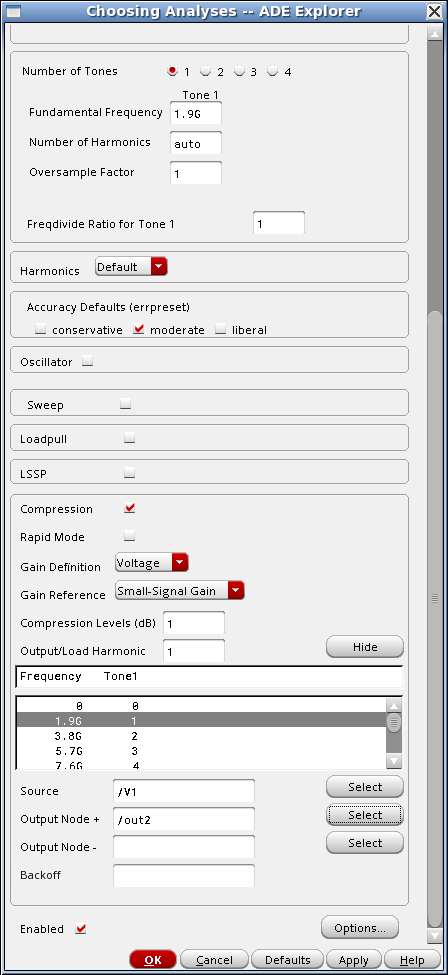 Choosing Analyses -- ADE Explorer
Number of Tones 1 2 3 4
Tone 1
Fundamental Frequency 1.9G
Number of Harmonics auto
Oversample Factor 1
Freqdivide Ratio for Tone 1 1
Harmonics Default
Accuracy Defaults (errpreset)
conservative moderate liberal
Oscillator
Sweep
Loadpull
LSSP
Compression
Rapid Mode
Gain Definition Voltage
Gain Reference Small-Signal Gain
Compression Levels (dB) 1
Output/Load Harmonic 1 Hide
Frequency Tone1
0 0
1.9G 1
3.8G 2
5.7G 3
7.6G 4
Source /V1 Select
Output Node + /out2 Select
Output Node - Select
Backoff
Enabled Options...
OK Cancel Defaults Apply Help